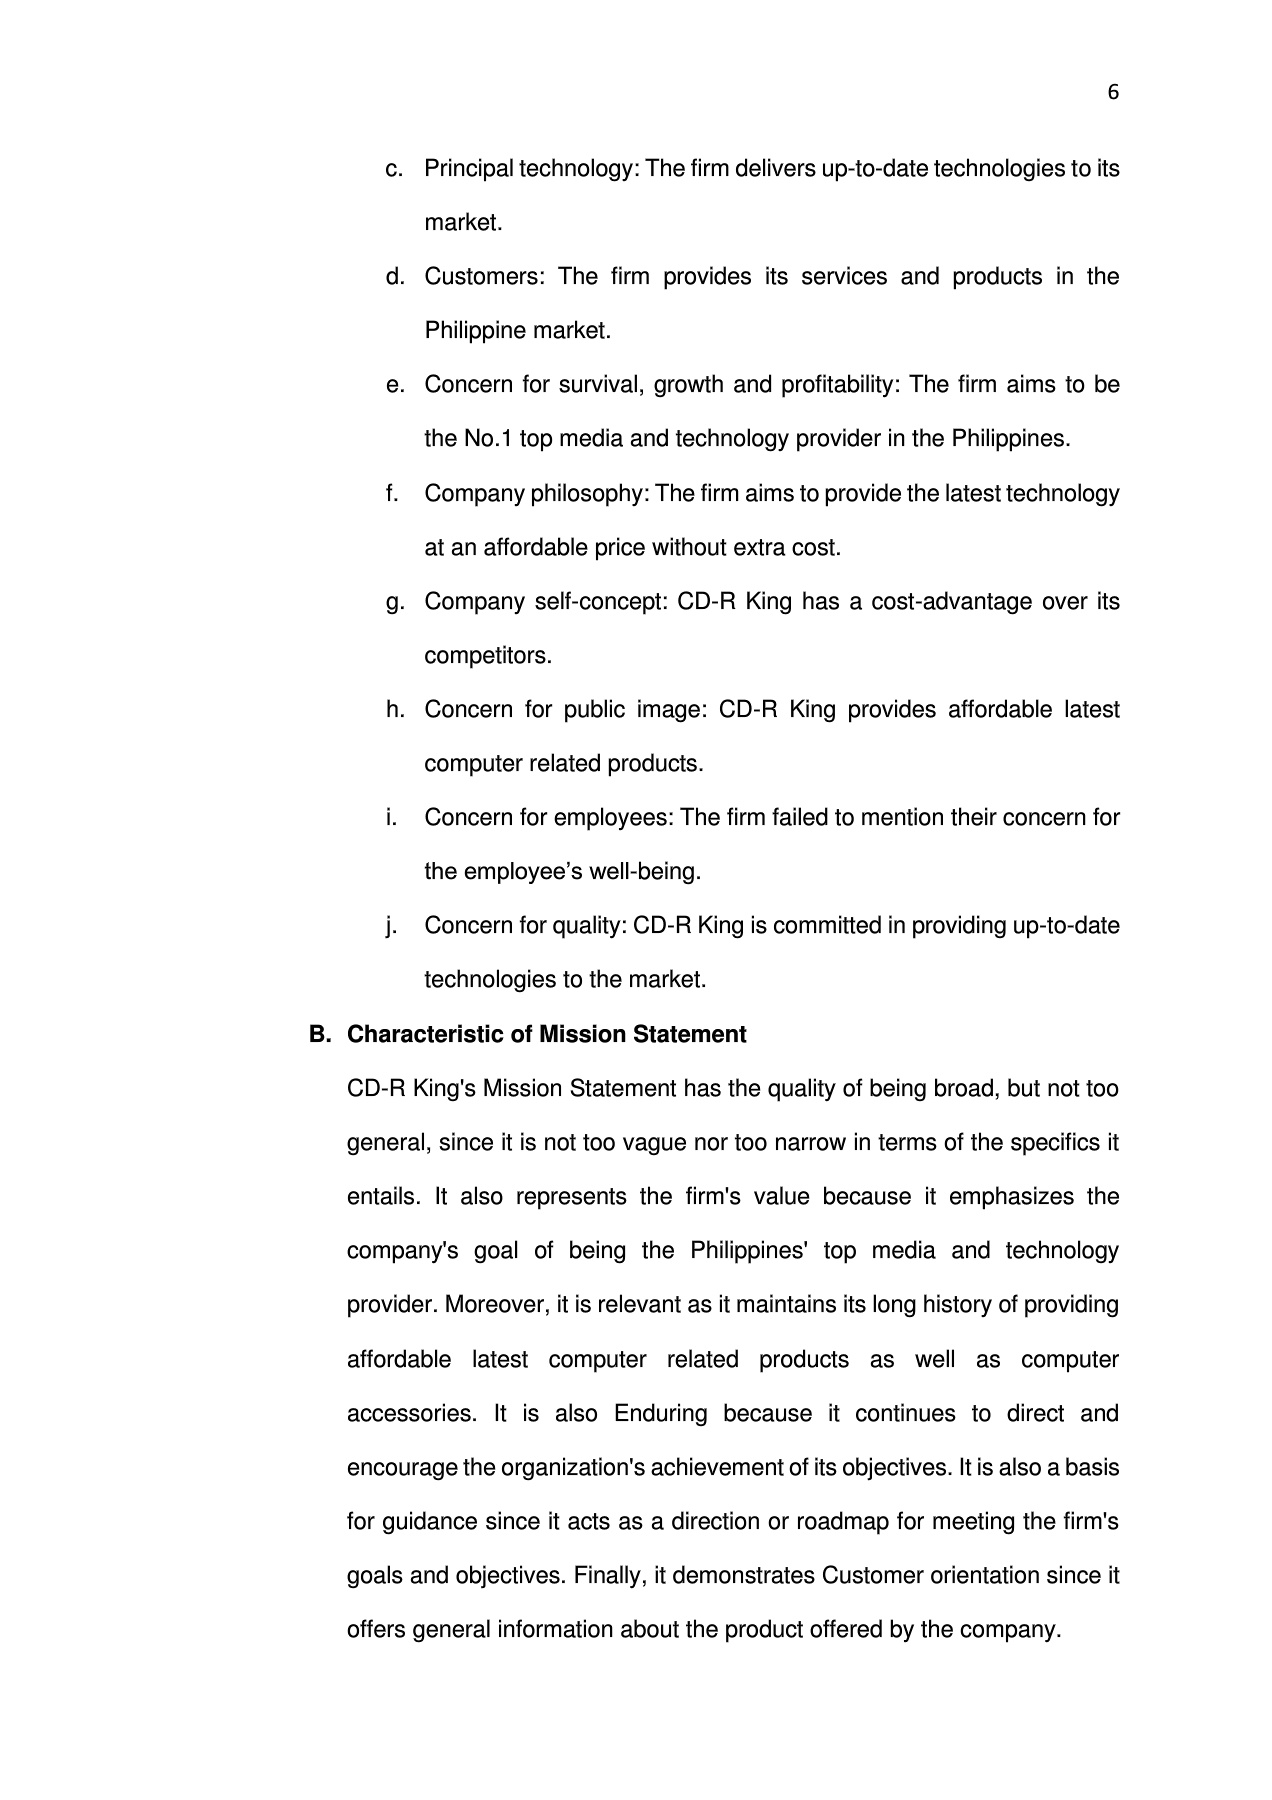 6
c. Principal technology: The firm delivers up-to-date technologies to its
market.
d. Customers: The firm provides its services and products in the
Philippine market.
e. Concern for survival, growth and profitability: The firm aims to be
the No.1 top media and technology provider in the Philippines.
f. Company philosophy: The firm aims to provide the latest technology
at an affordable price without extra cost.
g. Company self-concept: CD-R King has a cost-advantage over its
competitors.
h. Concern for public image: CD-R King provides affordable latest
computer related products.
i. Concern for employees: The firm failed to mention their concern for
the employee’s well-being.
j. Concern for quality: CD-R King is committed in providing up-to-date
technologies to the market.
B. Characteristic of Mission Statement
CD-R King's Mission Statement has the quality of being broad, but not too
general, since it is not too vague nor too narrow in terms of the specifics it
entails. It also represents the firm's value because it emphasizes the
company's goal of being the Philippines' top media and technology
provider. Moreover, it is relevant as it maintains its long history of providing
affordable latest computer related products as well as computer
accessories. It is also Enduring because it continues to direct and
encourage the organization's achievement of its objectives. It is also a basis
for guidance since it acts as a direction or roadmap for meeting the firm's
goals and objectives. Finally, it demonstrates Customer orientation since it
offers general information about the product offered by the company.